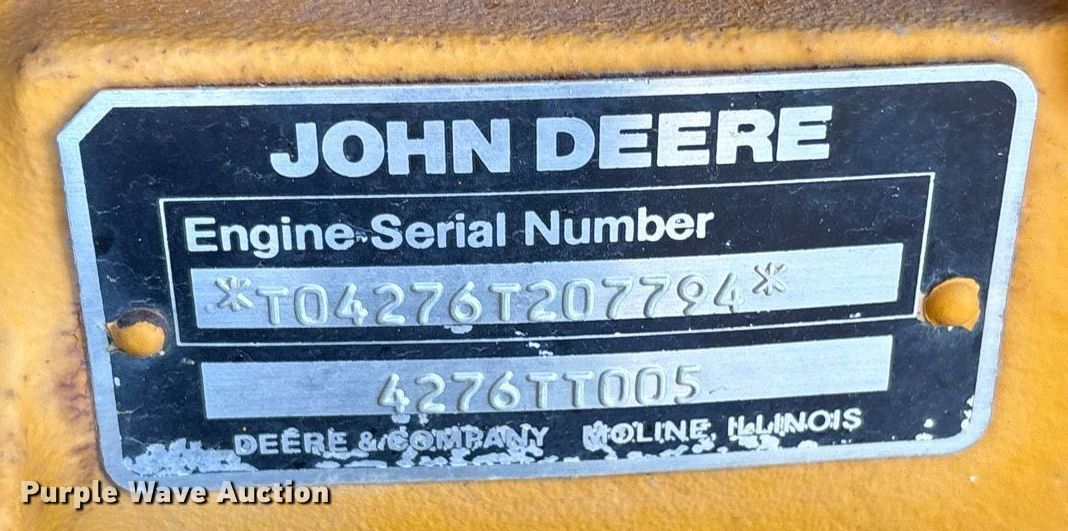 JOHN DEERE
Engine Serial Number
*T04276T207794*
4276TT005
DEERE & COMPANY MOLINE, ILLINOIS
Purple Wave Auction